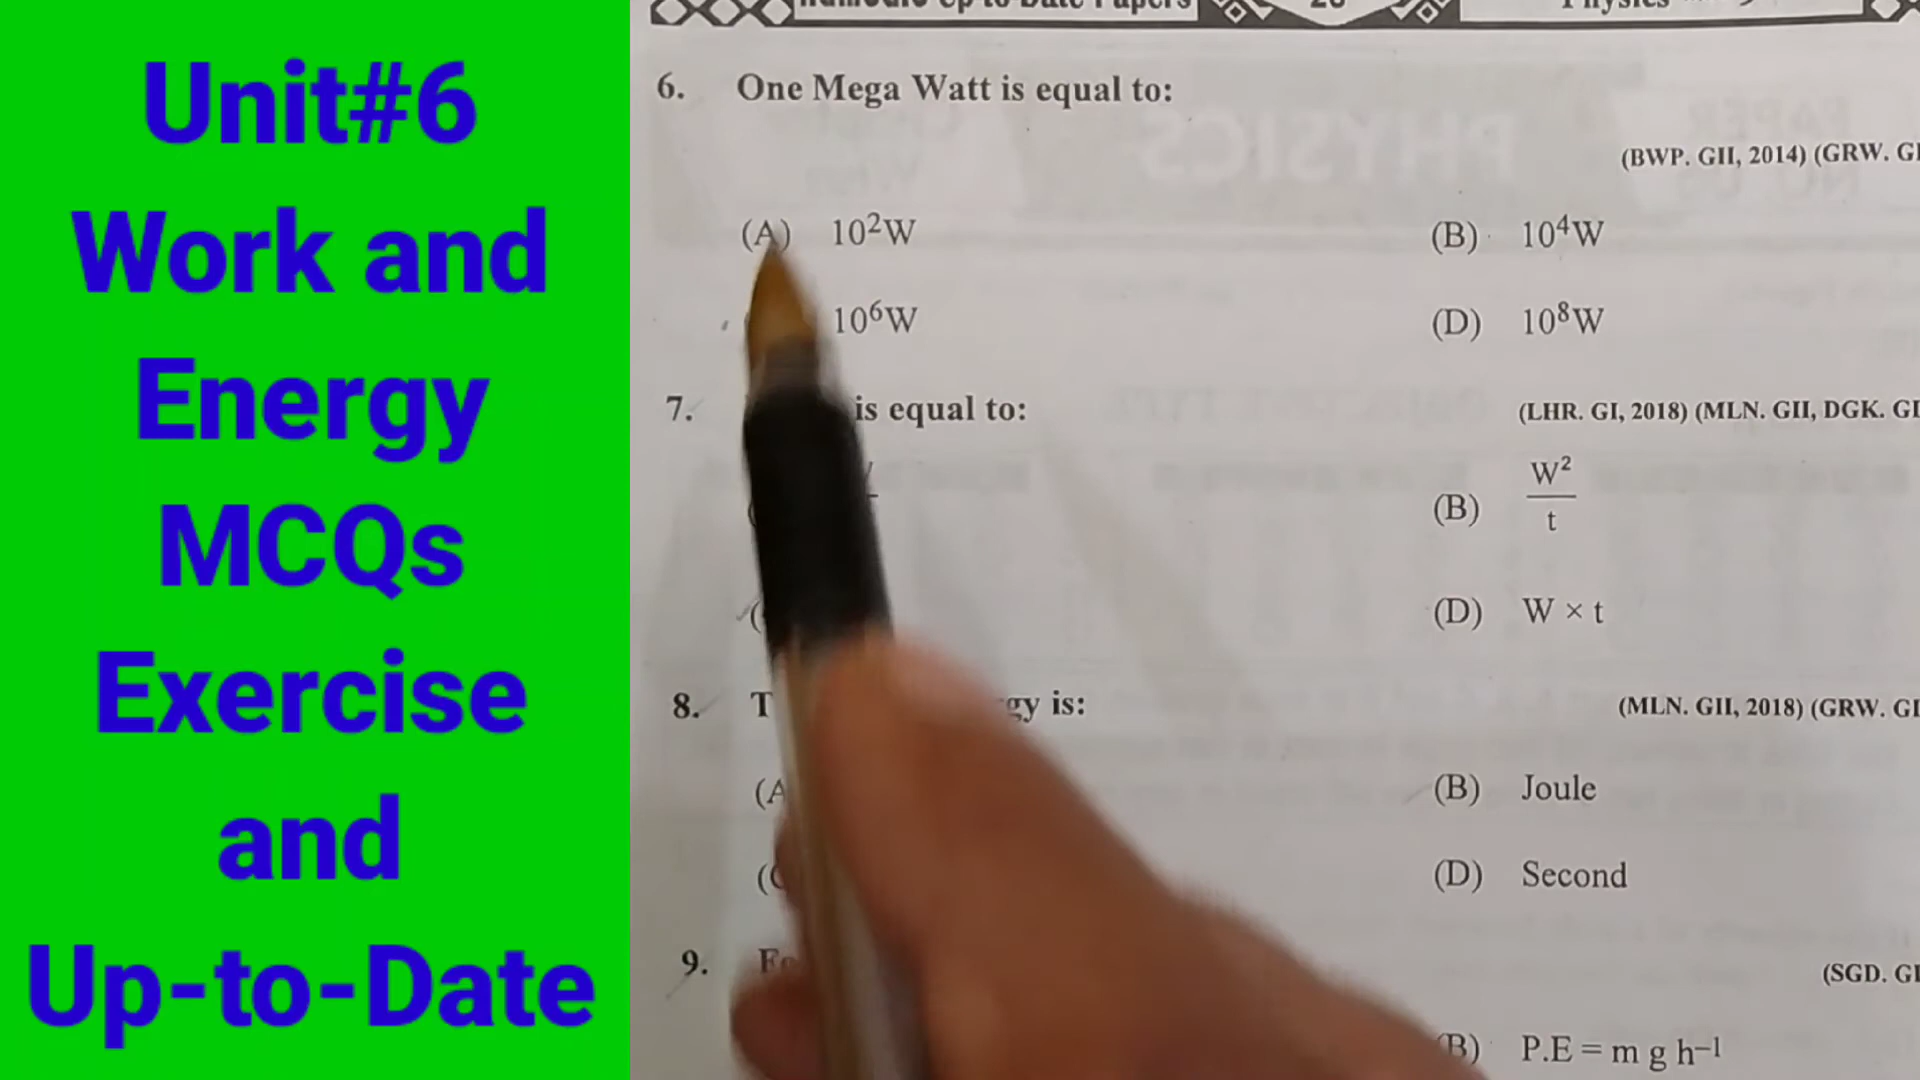 Unit#6
Work and
Energy
MCQs
Exercise
and
Up-to-Date
6. One Mega Watt is equal to:
(BWP. GII, 2014) (GRW. GI
(A) 10²W
(B) 10⁴W
10⁶W
(D) 10⁸W
7. is equal to:
(LHR. GI, 2018) (MLN. GII, DGK. GI
(B) W²/t
(D) W × t
8. is:
(MLN. GII, 2018) (GRW. GI
(B) Joule
(D) Second
9.
(SGD. GI
(B) P.E = m g h⁻¹